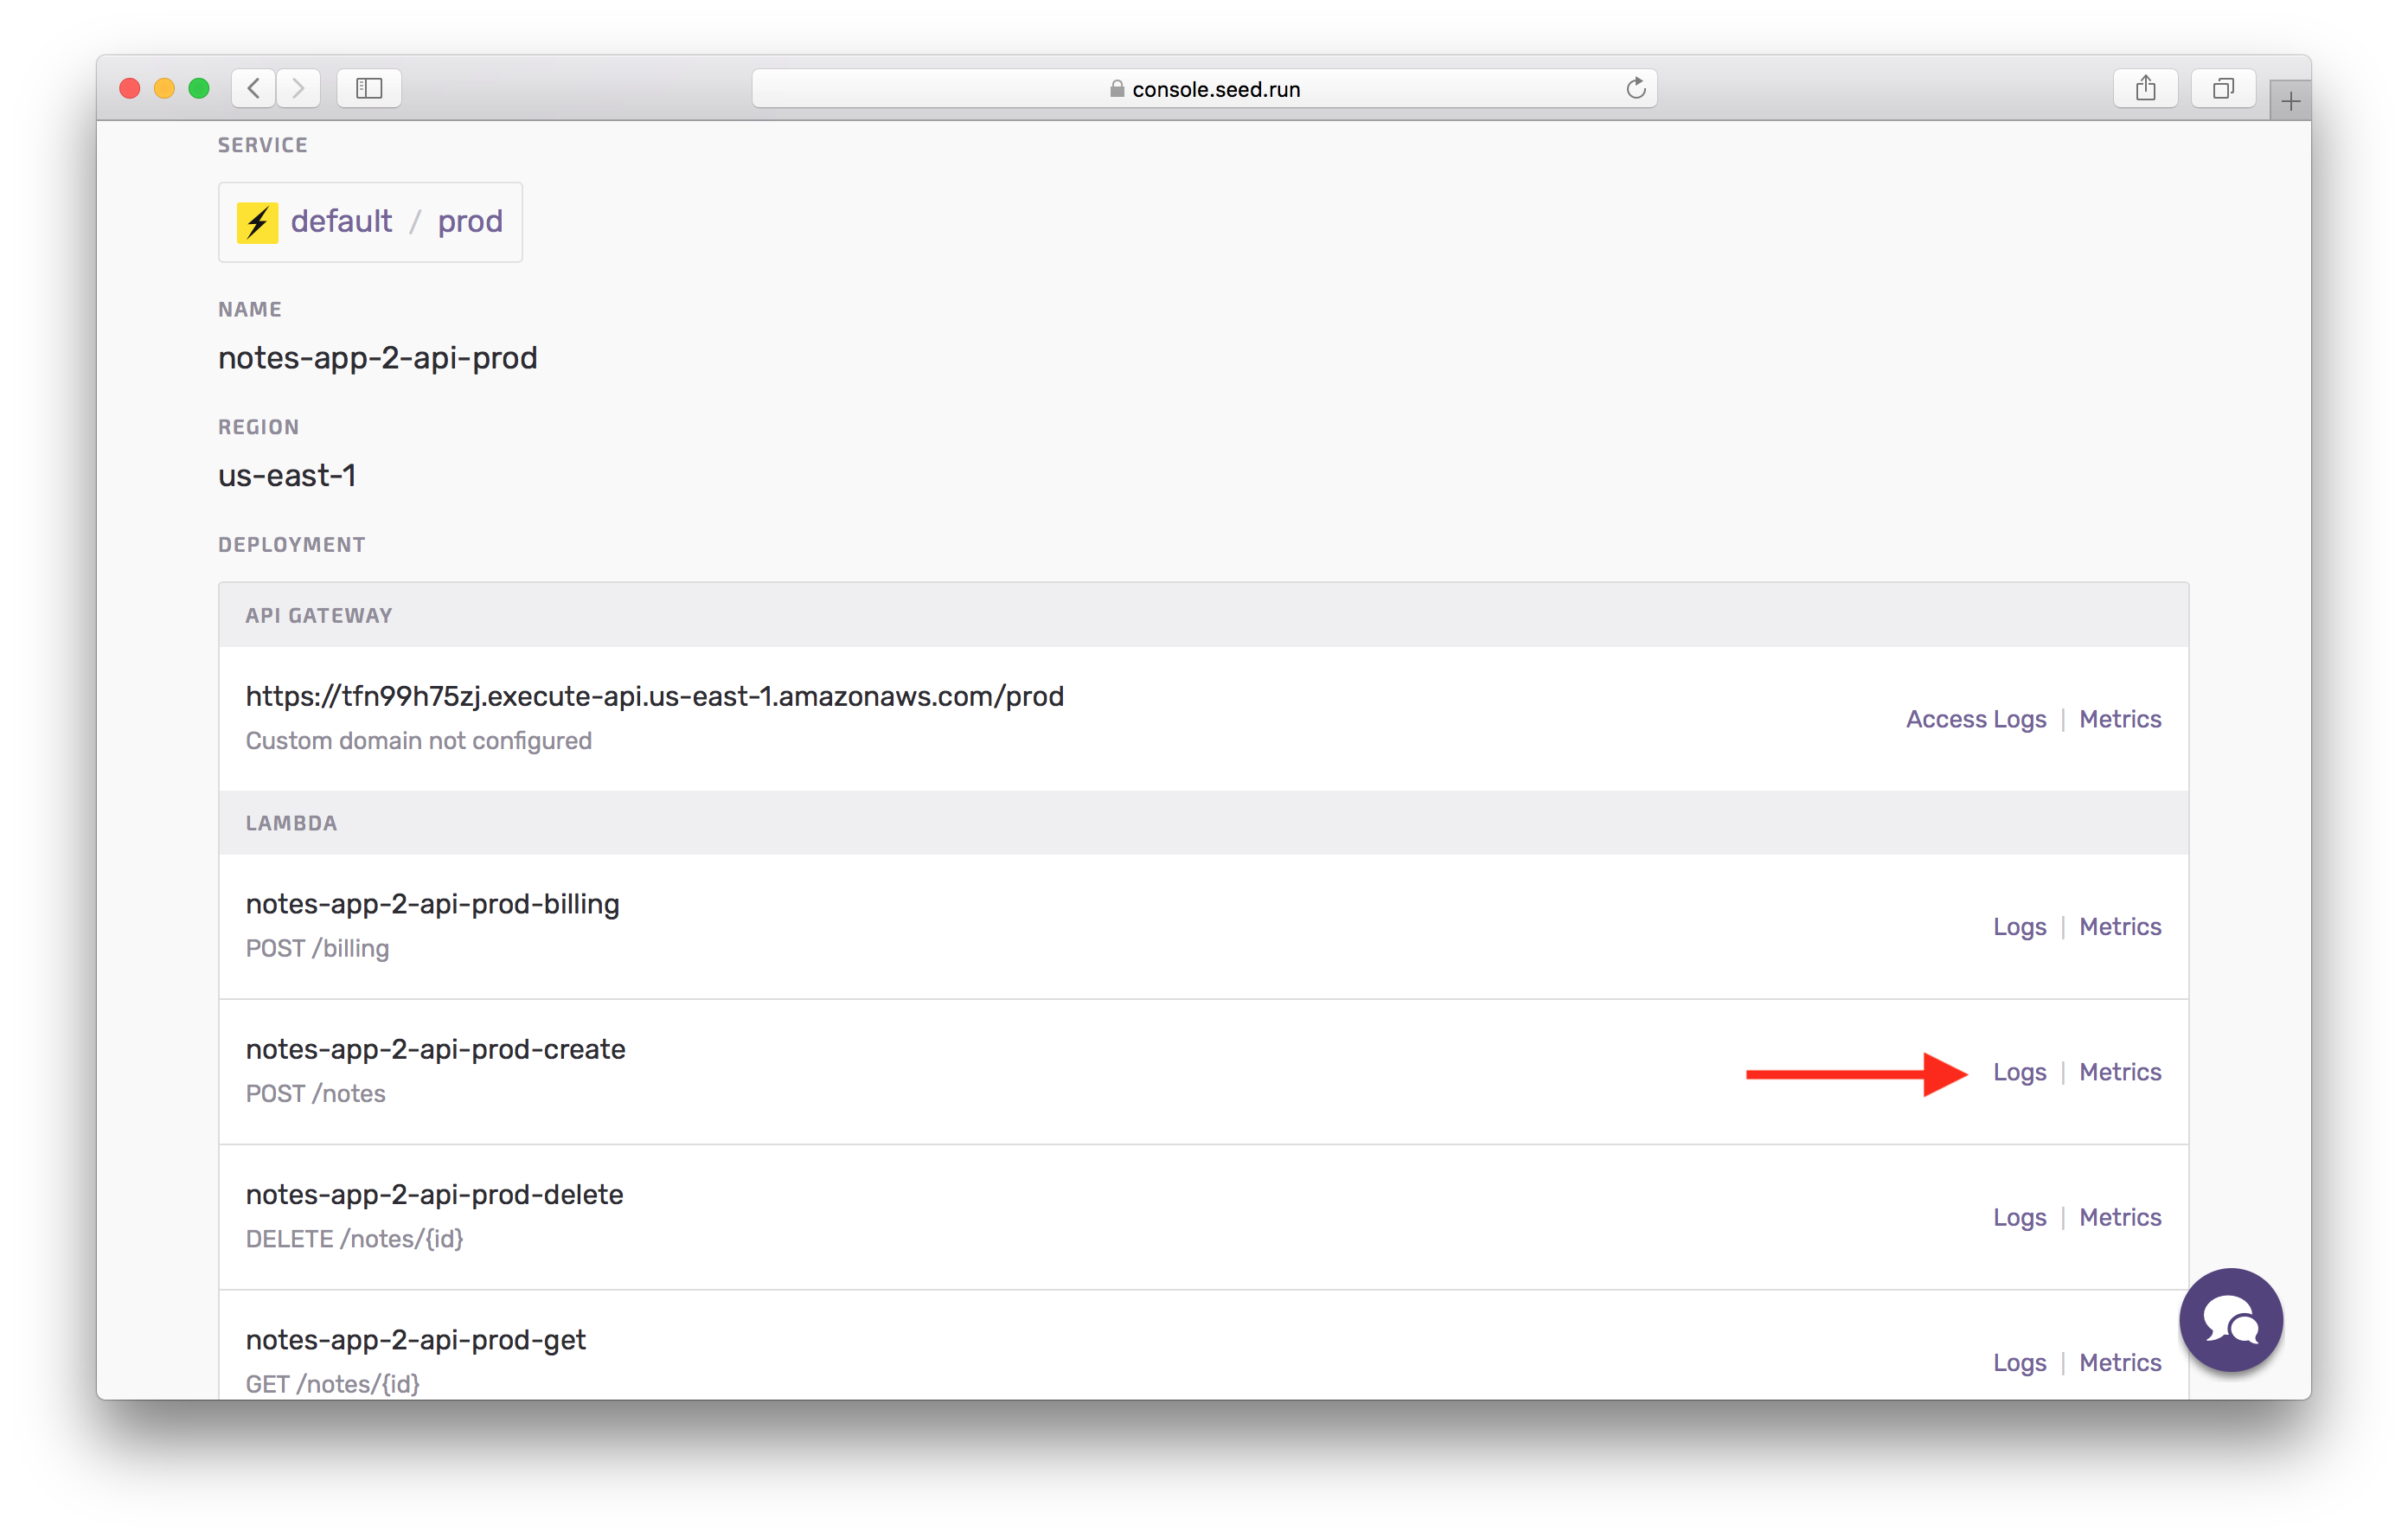 console.seed.run
SERVICE
default / prod
NAME
notes-app-2-api-prod
REGION
us-east-1
DEPLOYMENT
API GATEWAY
https://tfn99h75zj.execute-api.us-east-1.amazonaws.com/prod
Custom domain not configured
Access Logs | Metrics
LAMBDA
notes-app-2-api-prod-billing
POST /billing
Logs | Metrics
notes-app-2-api-prod-create
POST /notes
Logs | Metrics
notes-app-2-api-prod-delete
DELETE /notes/{id}
Logs | Metrics
notes-app-2-api-prod-get
GET /notes/{id}
Logs | Metrics